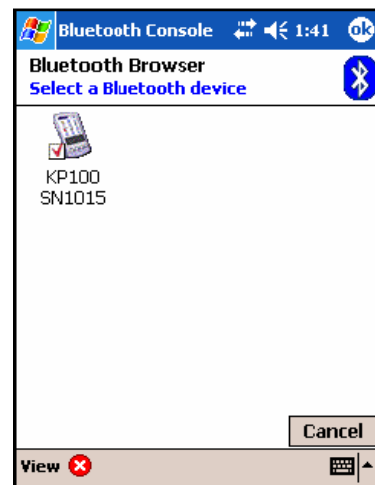 Bluetooth Console 1:41 ok
Bluetooth Browser
Select a Bluetooth device
KP100
SN1015
Cancel
View